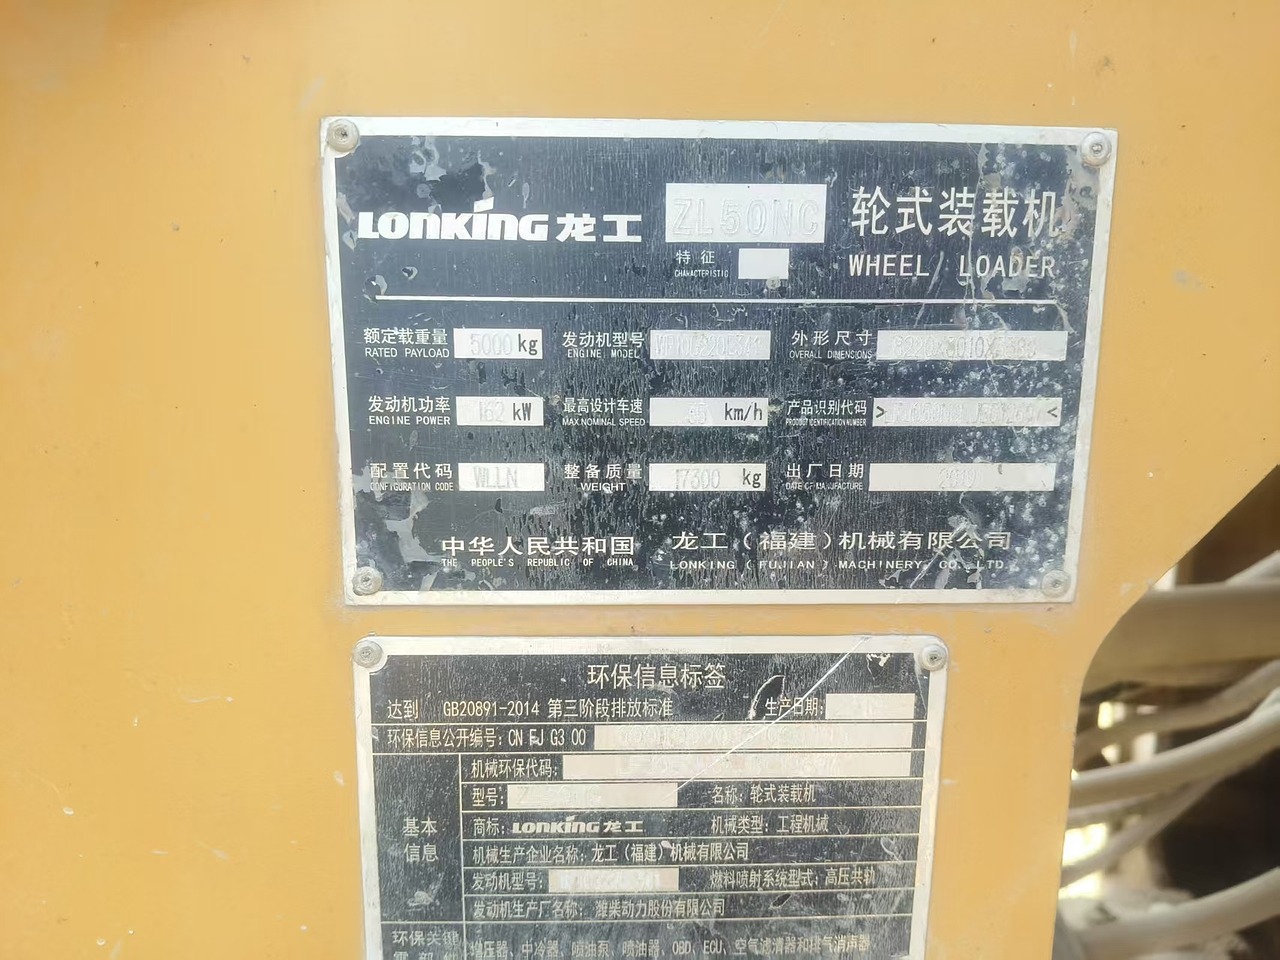 LONKING 龙工 ZL50NC 轮式装载机
特征
CHARACTERISTIC
WHEEL LOADER
额定载重量 5000 kg 发动机型号 外形尺寸
RATED PAYLOAD ENGINE MODEL OVERALL DIMENSIONS
发动机功率 162 kW 最高设计车速 km/h 产品识别代码 > <
ENGINE POWER MAX NOMINAL SPEED PRODUCT IDENTIFICATION NUMBER
配置代码 WLLN 整备质量 17300 kg 出厂日期
CONFIGURATION CODE WEIGHT DATE OF MANUFACTURE
中华人民共和国 龙工（福建）机械有限公司
THE PEOPLE'S REPUBLIC OF CHINA LONKING ( FUJIAN ) MACHINERY CO., LTD
环保信息标签
达到 GB20891-2014 第三阶段排放标准 生产日期:
环保信息公开编号: CN FJ G3 00
机械环保代码:
型号: 名称: 轮式装载机
基本信息
商标: LONKING 龙工 机械类型: 工程机械
机械生产企业名称: 龙工（福建）机械有限公司
发动机型号: 燃料喷射系统型式: 高压共轨
发动机生产厂名称: 潍柴动力股份有限公司
环保关键
增压器、中冷器、喷油泵、喷油器、OBD、ECU、空气滤清器和排气消声器